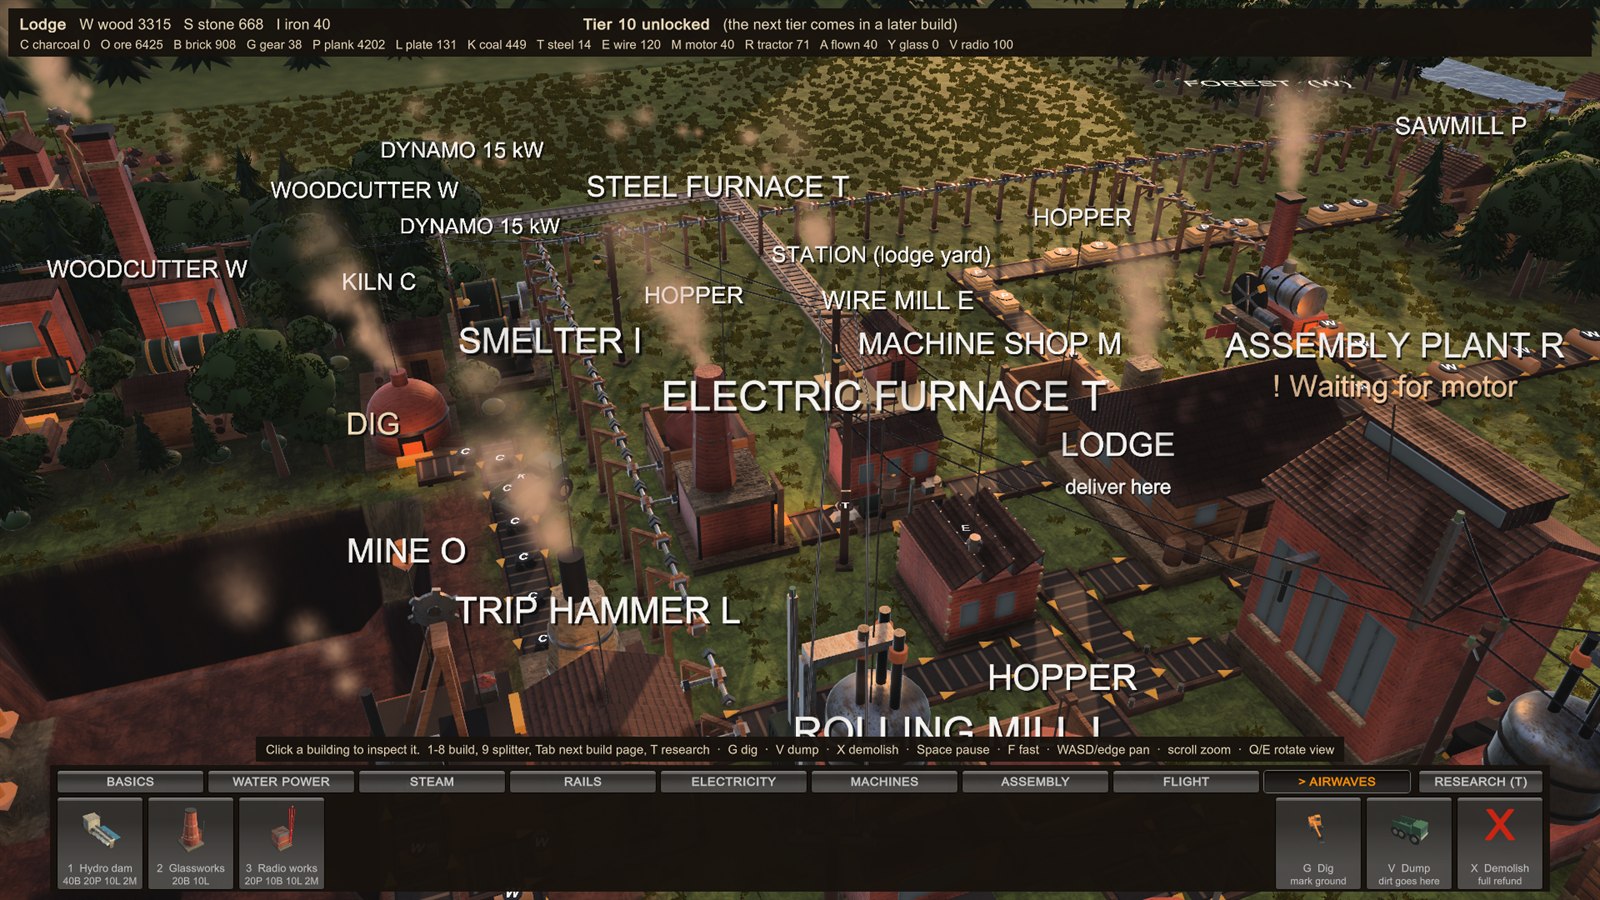 Lodge W wood 3315 S stone 668 I iron 40
Tier 10 unlocked (the next tier comes in a later build)
C charcoal 0 O ore 6425 B brick 908 G gear 38 P plank 4202 L plate 131 K coal 449 T steel 14 E wire 120 M motor 40 R tractor 71 A flown 40 Y glass 0 V radio 100
FOREST (W)
SAWMILL P
DYNAMO 15 kW
WOODCUTTER W
STEEL FURNACE T
HOPPER
DYNAMO 15 kW
STATION (lodge yard)
WOODCUTTER W
KILN C
HOPPER
WIRE MILL E
SMELTER I
MACHINE SHOP M
ASSEMBLY PLANT R
! Waiting for motor
ELECTRIC FURNACE T
DIG
LODGE
deliver here
MINE O
TRIP HAMMER L
HOPPER
ROLLING MILL L
Click a building to inspect it. 1-8 build, 9 splitter, Tab next build page, T research · G dig · V dump · X demolish · Space pause · F fast · WASD/edge pan · scroll zoom · Q/E rotate view
BASICS WATER POWER STEAM RAILS ELECTRICITY MACHINES ASSEMBLY FLIGHT > AIRWAVES RESEARCH (T)
1 Hydro dam
40B 20P 10L 2M
2 Glassworks
20B 10L
3 Radio works
20P 10B 10L 2M
G Dig
mark ground
V Dump
dirt goes here
X Demolish
full refund